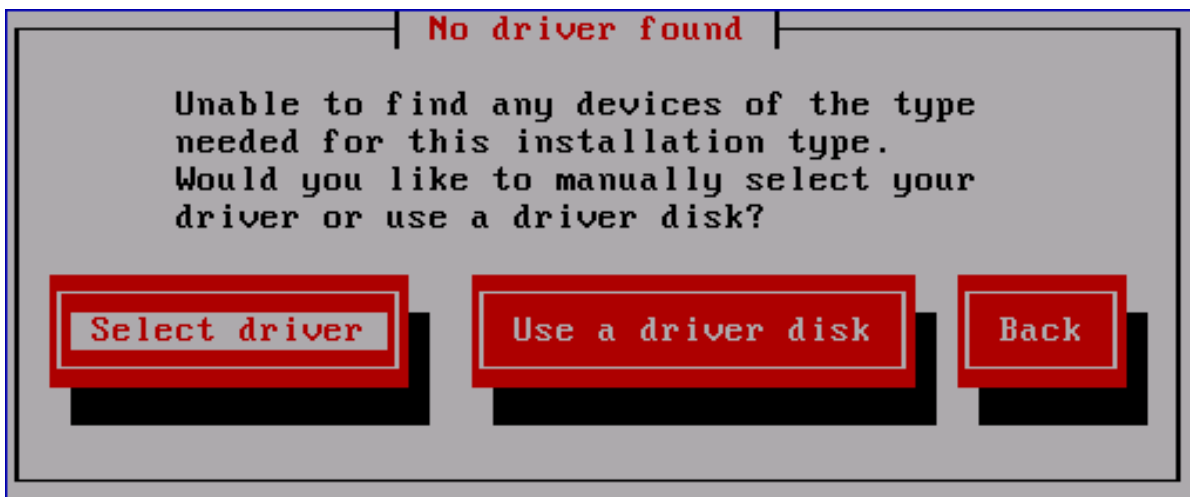 No driver found
Unable to find any devices of the type
needed for this installation type.
Would you like to manually select your
driver or use a driver disk?
Select driver
Use a driver disk
Back